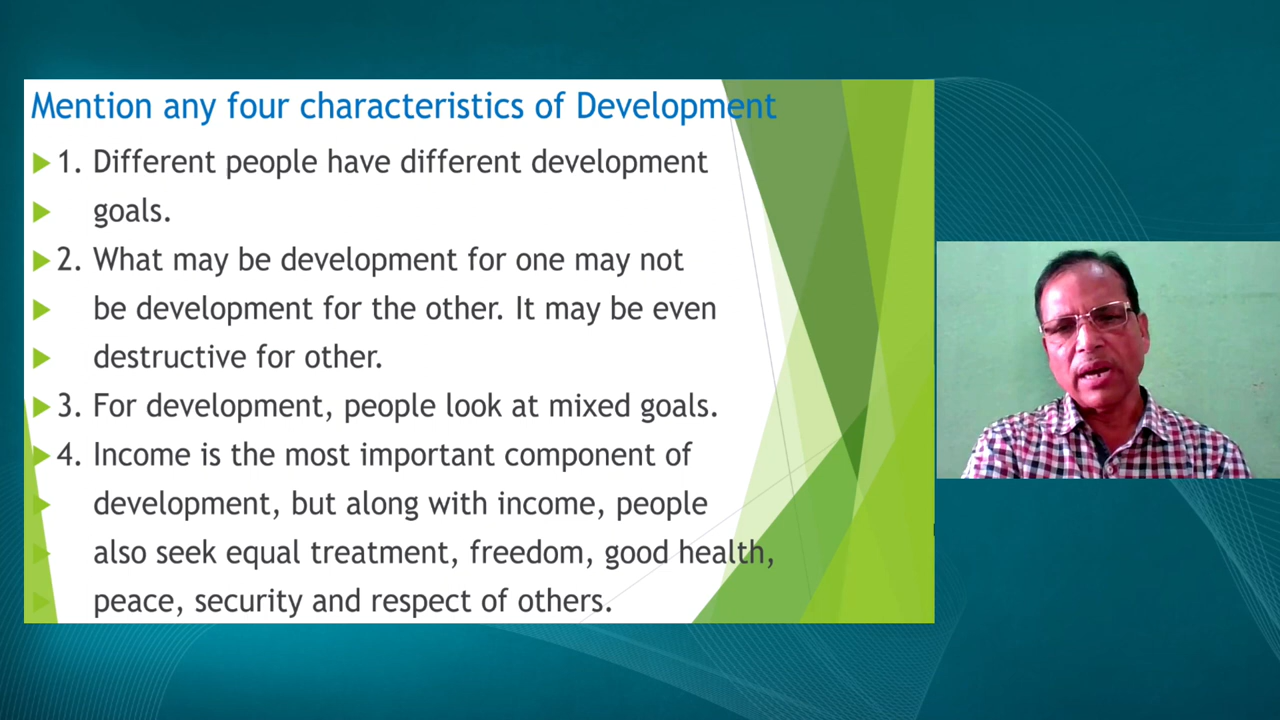 Mention any four characteristics of Development
1. Different people have different development
goals.
2. What may be development for one may not
be development for the other. It may be even
destructive for other.
3. For development, people look at mixed goals.
4. Income is the most important component of
development, but along with income, people
also seek equal treatment, freedom, good health,
peace, security and respect of others.